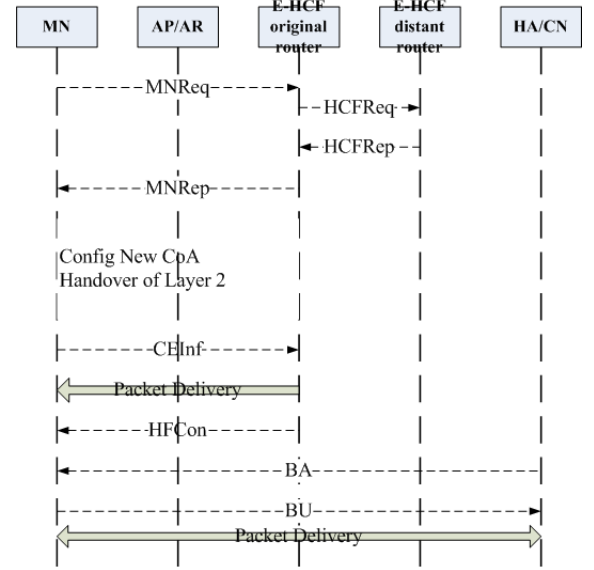 MN
AP/AR
E-HCF
original
router
E-HCF
distant
router
HA/CN
MNReq
HCFReq
HCFRep
MNRep
Config New CoA
Handover of Layer 2
CEInf
Packet Delivery
HFCon
BA
BU
Packet Delivery